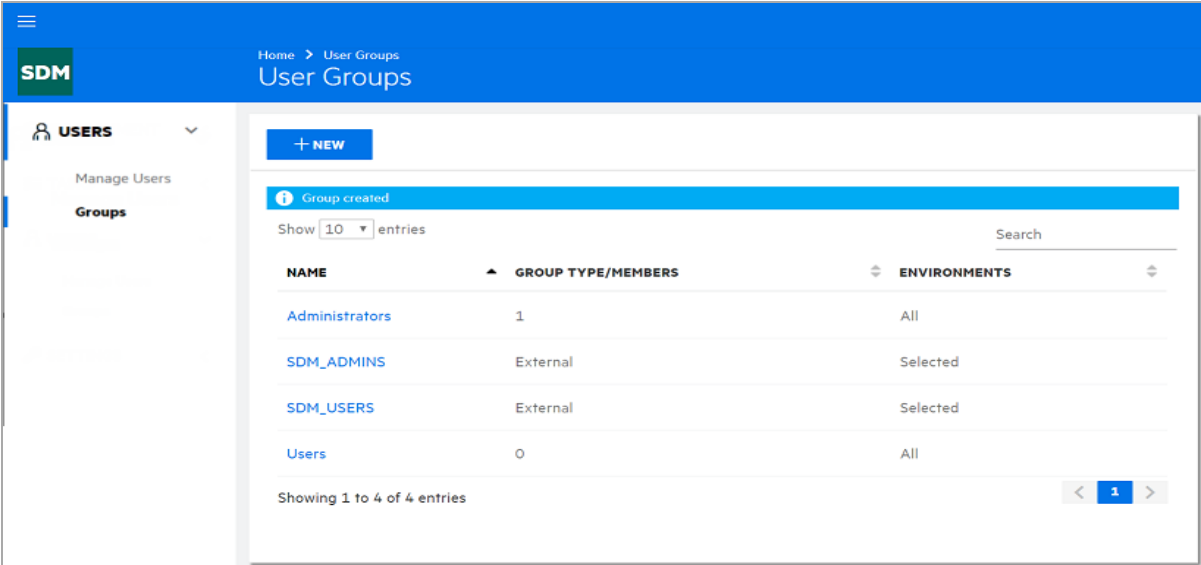 SDM
Home > User Groups
User Groups
USERS
Manage Users
Groups
+ NEW
Group created
Show 10 entries
Search
NAME GROUP TYPE/MEMBERS ENVIRONMENTS
Administrators 1 All
SDM_ADMINS External Selected
SDM_USERS External Selected
Users 0 All
Showing 1 to 4 of 4 entries
< 1 >